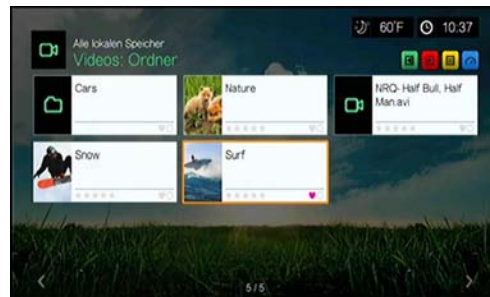 60°F 10:37
Alle lokalen Speicher
Videos: Ordner
Cars
Nature
NRQ- Half Bull, Half
Man.avi
Snow
Surf
5/5